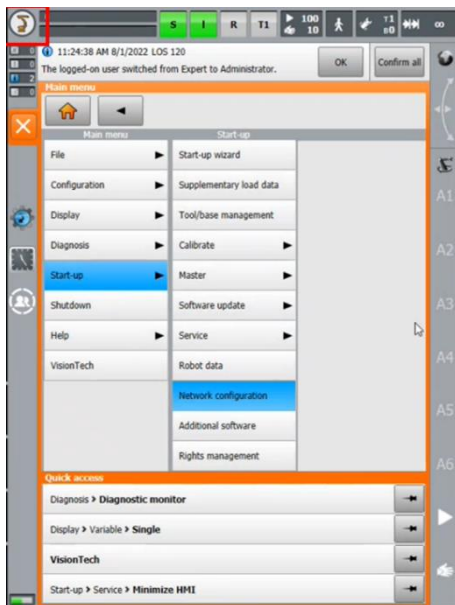 S I R T1 100 10
0
0
2
0
11:24:38 AM 8/1/2022 LOS 120
The logged-on user switched from Expert to Administrator.
OK
Confirm all
Main menu
Main menu
Start-up
File
Start-up wizard
Configuration
Supplementary load data
Display
Tool/base management
Diagnosis
Calibrate
Start-up
Master
Shutdown
Software update
Help
Service
VisionTech
Robot data
Network configuration
Additional software
Rights management
A1
A2
A3
A4
A5
A6
Quick access
Diagnosis > Diagnostic monitor
Display > Variable > Single
VisionTech
Start-up > Service > Minimize HMI